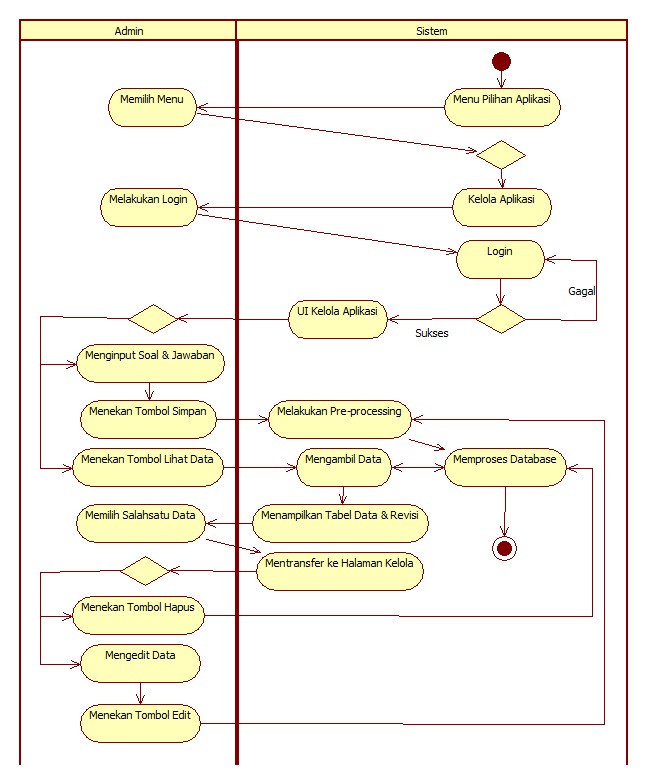 Admin
Sistem
Memilih Menu
Menu Pilihan Aplikasi
Melakukan Login
Kelola Aplikasi
Login
Gagal
UI Kelola Aplikasi
Sukses
Menginput Soal & Jawaban
Menekan Tombol Simpan
Melakukan Pre-processing
Menekan Tombol Lihat Data
Mengambil Data
Memproses Database
Memilih Salahsatu Data
Menampilkan Tabel Data & Revisi
Mentransfer ke Halaman Kelola
Menekan Tombol Hapus
Mengedit Data
Menekan Tombol Edit